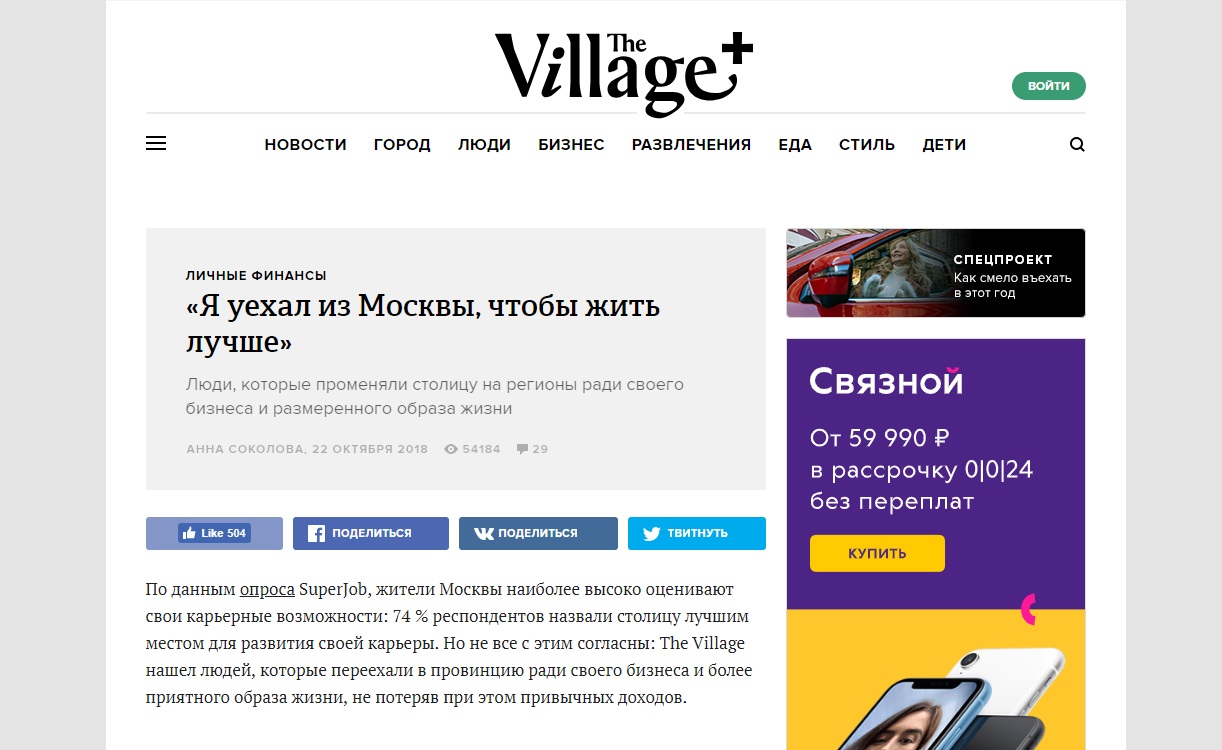 The Village+
ВОЙТИ
НОВОСТИ ГОРОД ЛЮДИ БИЗНЕС РАЗВЛЕЧЕНИЯ ЕДА СТИЛЬ ДЕТИ
ЛИЧНЫЕ ФИНАНСЫ
«Я уехал из Москвы, чтобы жить
лучше»
Люди, которые променяли столицу на регионы ради своего
бизнеса и размеренного образа жизни
АННА СОКОЛОВА, 22 ОКТЯБРЯ 2018 54184 29
Like 504 ПОДЕЛИТЬСЯ ПОДЕЛИТЬСЯ ТВИТНУТЬ
По данным опроса SuperJob, жители Москвы наиболее высоко оценивают
свои карьерные возможности: 74 % респондентов назвали столицу лучшим
местом для развития своей карьеры. Но не все с этим согласны: The Village
нашел людей, которые переехали в провинцию ради своего бизнеса и более
приятного образа жизни, не потеряв при этом привычных доходов.
СПЕЦПРОЕКТ
Как смело въехать
в этот год
Связной
От 59 990 ₽
в рассрочку 0|0|24
без переплат
КУПИТЬ